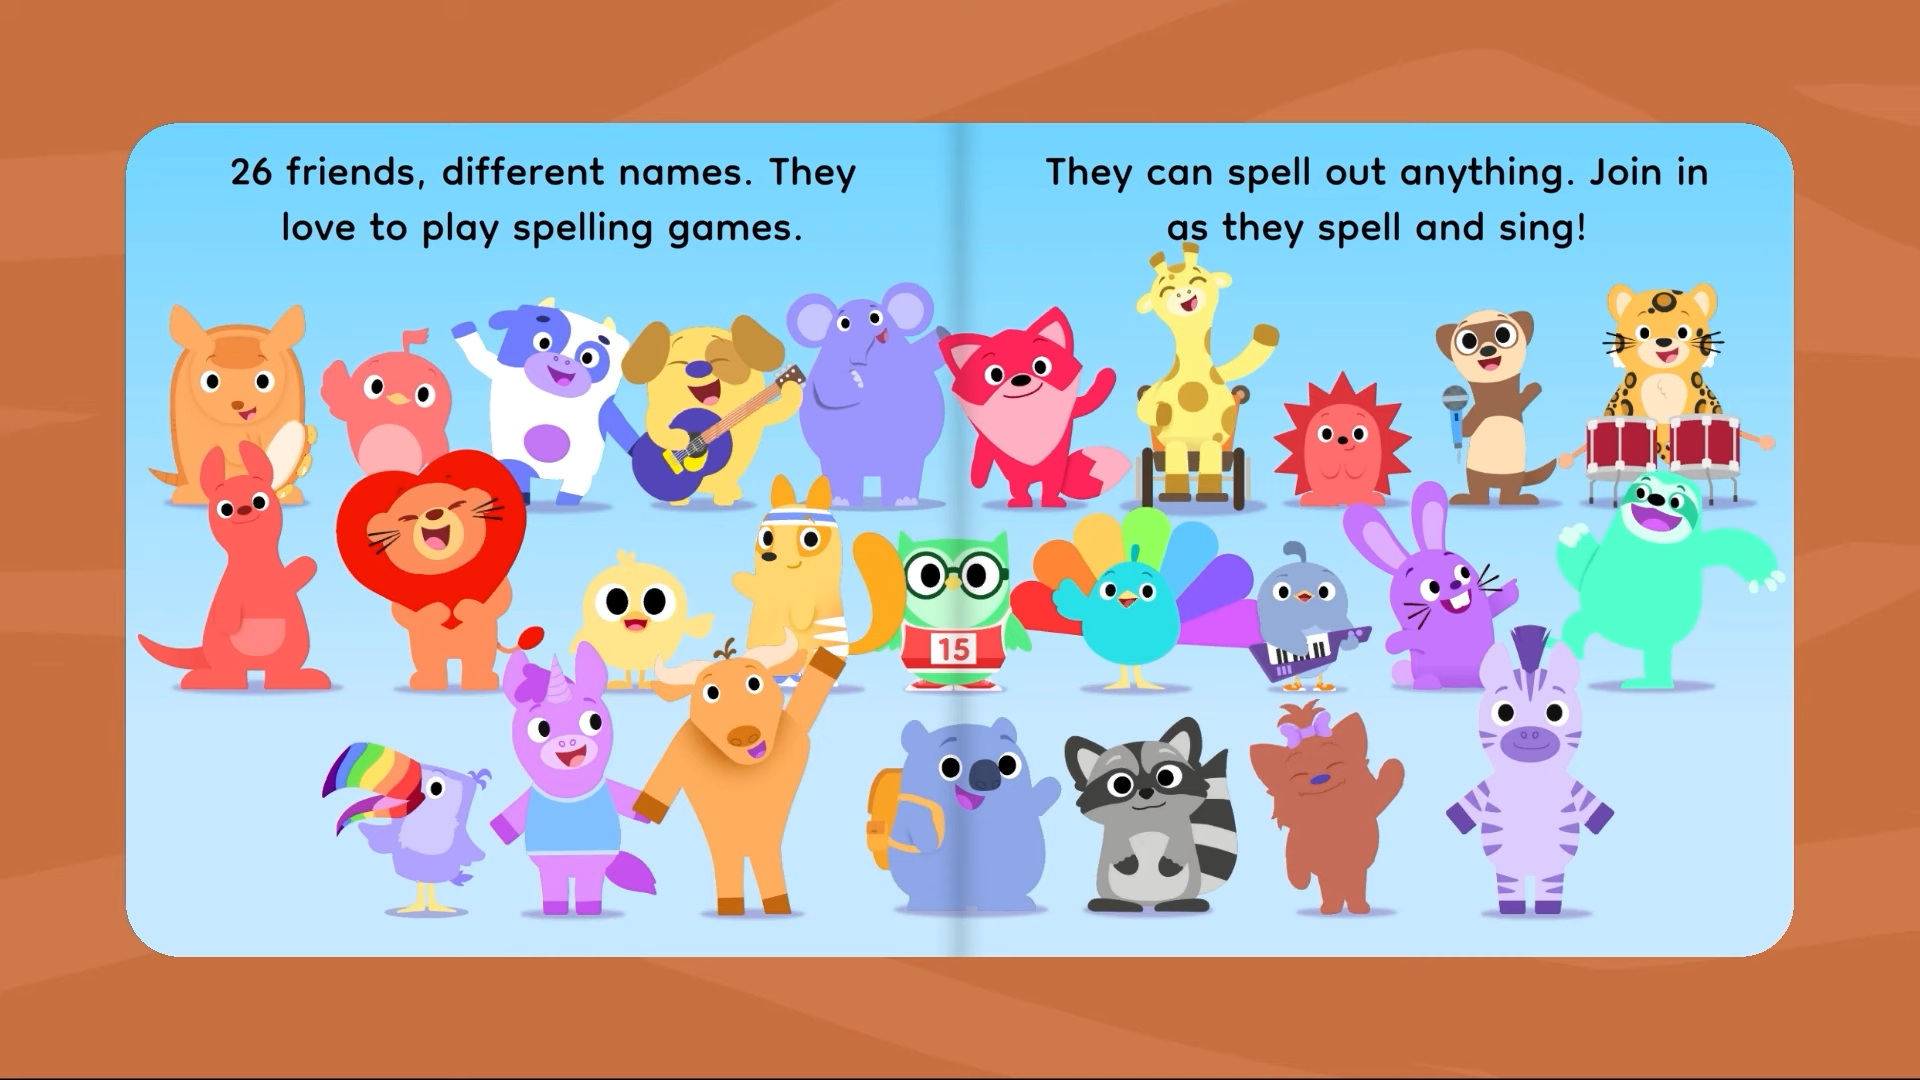 26 friends, different names. They
love to play spelling games.
They can spell out anything. Join in
as they spell and sing!
15